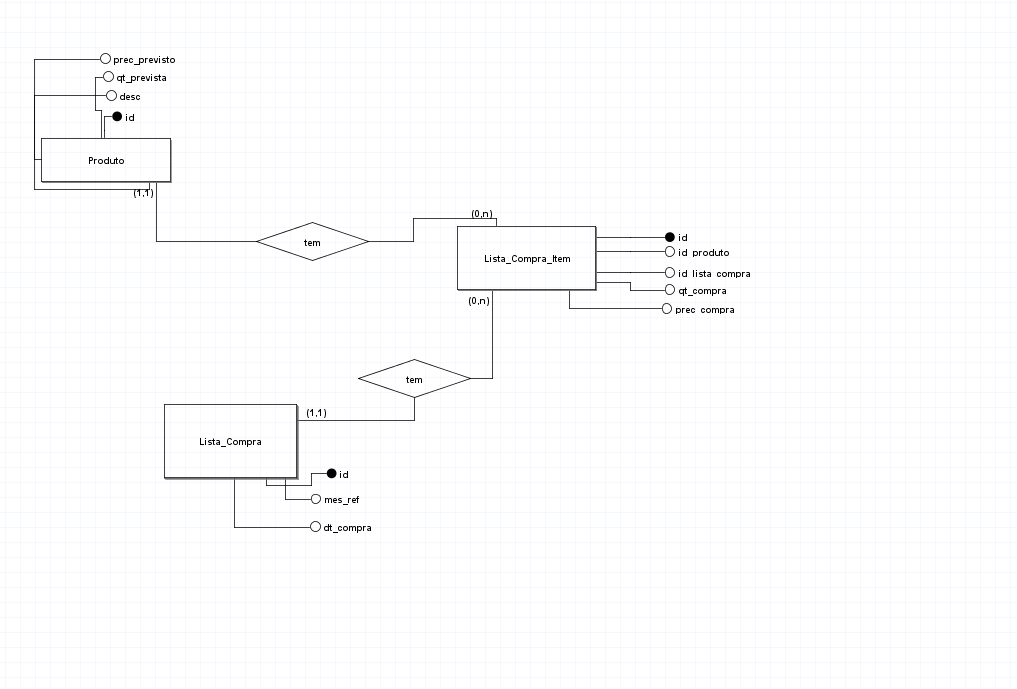 prec_previsto
qt_prevista
desc
id
Produto
(1,1)
(0,n)
tem
id
id_produto
Lista_Compra_Item
id_lista_compra
qt_compra
(0,n)
prec_compra
tem
(1,1)
Lista_Compra
id
mes_ref
dt_compra